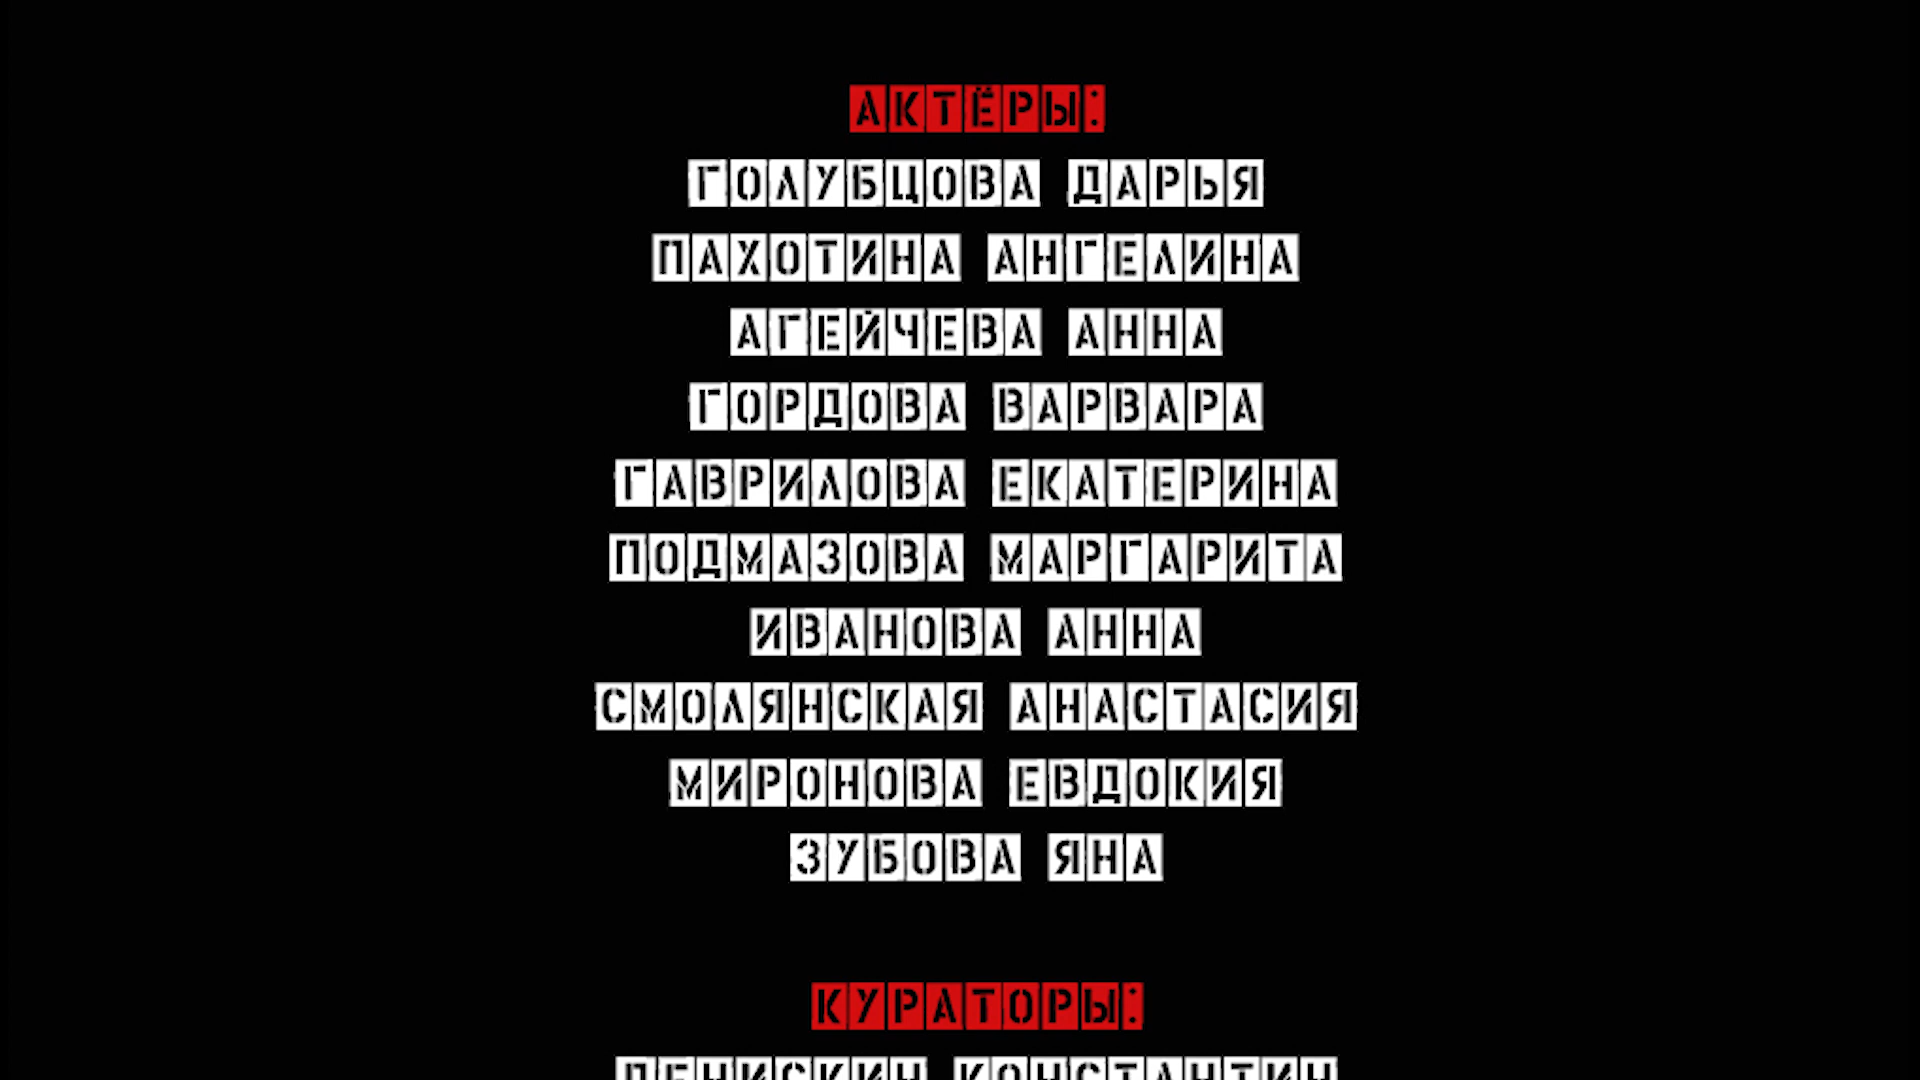 АКТЁРЫ:
ГОЛУБЦОВА ДАРЬЯ
ПАХОТИНА АНГЕЛИНА
АГЕЙЧЕВА АННА
ГОРДОВА ВАРВАРА
ГАВРИЛОВА ЕКАТЕРИНА
ПОДМАЗОВА МАРГАРИТА
ИВАНОВА АННА
СМОЛЯНСКАЯ АНАСТАСИЯ
МИРОНОВА ЕВДОКИЯ
ЗУБОВА ЯНА
КУРАТОРЫ:
КОНСТАНТИН